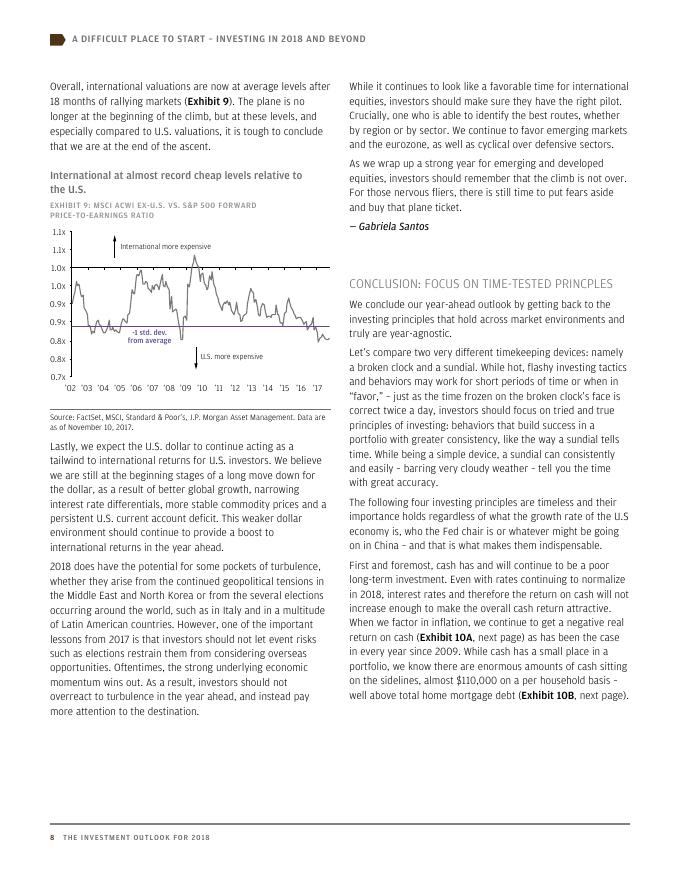 A DIFFICULT PLACE TO START – INVESTING IN 2018 AND BEYOND
Overall, international valuations are now at average levels after
18 months of rallying markets (Exhibit 9). The plane is no
longer at the beginning of the climb, but at these levels, and
especially compared to U.S. valuations, it is tough to conclude
that we are at the end of the ascent.
International at almost record cheap levels relative to
the U.S.
EXHIBIT 9: MSCI ACWI EX-U.S. VS. S&P 500 FORWARD
PRICE-TO-EARNINGS RATIO
1.1x
1.1x
1.0x
1.0x
0.9x
0.9x
0.8x
0.8x
0.7x
International more expensive
-1 std. dev.
from average
U.S. more expensive
'02 '03 '04 '05 '06 '07 '08 '09 '10 '11 '12 '13 '14 '15 '16 '17
Source: FactSet, MSCI, Standard & Poor's, J.P. Morgan Asset Management. Data are
as of November 10, 2017.
Lastly, we expect the U.S. dollar to continue acting as a
tailwind to international returns for U.S. investors. We believe
we are still at the beginning stages of a long move down for
the dollar, as a result of better global growth, narrowing
interest rate differentials, more stable commodity prices and a
persistent U.S. current account deficit. This weaker dollar
environment should continue to provide a boost to
international returns in the year ahead.
2018 does have the potential for some pockets of turbulence,
whether they arise from the continued geopolitical tensions in
the Middle East and North Korea or from the several elections
occurring around the world, such as in Italy and in a multitude
of Latin American countries. However, one of the important
lessons from 2017 is that investors should not let event risks
such as elections restrain them from considering overseas
opportunities. Oftentimes, the strong underlying economic
momentum wins out. As a result, investors should not
overreact to turbulence in the year ahead, and instead pay
more attention to the destination.
While it continues to look like a favorable time for international
equities, investors should make sure they have the right pilot.
Crucially, one who is able to identify the best routes, whether
by region or by sector. We continue to favor emerging markets
and the eurozone, as well as cyclical over defensive sectors.
As we wrap up a strong year for emerging and developed
equities, investors should remember that the climb is not over.
For those nervous fliers, there is still time to put fears aside
and buy that plane ticket.
– Gabriela Santos
CONCLUSION: FOCUS ON TIME-TESTED PRINCPLES
We conclude our year-ahead outlook by getting back to the
investing principles that hold across market environments and
truly are year-agnostic.
Let's compare two very different timekeeping devices: namely
a broken clock and a sundial. While hot, flashy investing tactics
and behaviors may work for short periods of time or when in
"favor," – just as the time frozen on the broken clock's face is
correct twice a day, investors should focus on tried and true
principles of investing: behaviors that build success in a
portfolio with greater consistency, like the way a sundial tells
time. While being a simple device, a sundial can consistently
and easily – barring very cloudy weather – tell you the time
with great accuracy.
The following four investing principles are timeless and their
importance holds regardless of what the growth rate of the U.S
economy is, who the Fed chair is or whatever might be going
on in China – and that is what makes them indispensable.
First and foremost, cash has and will continue to be a poor
long-term investment. Even with rates continuing to normalize
in 2018, interest rates and therefore the return on cash will not
increase enough to make the overall cash return attractive.
When we factor in inflation, we continue to get a negative real
return on cash (Exhibit 10A, next page) as has been the case
in every year since 2009. While cash has a small place in a
portfolio, we know there are enormous amounts of cash sitting
on the sidelines, almost $110,000 on a per household basis –
well above total home mortgage debt (Exhibit 10B, next page).
8 THE INVESTMENT OUTLOOK FOR 2018